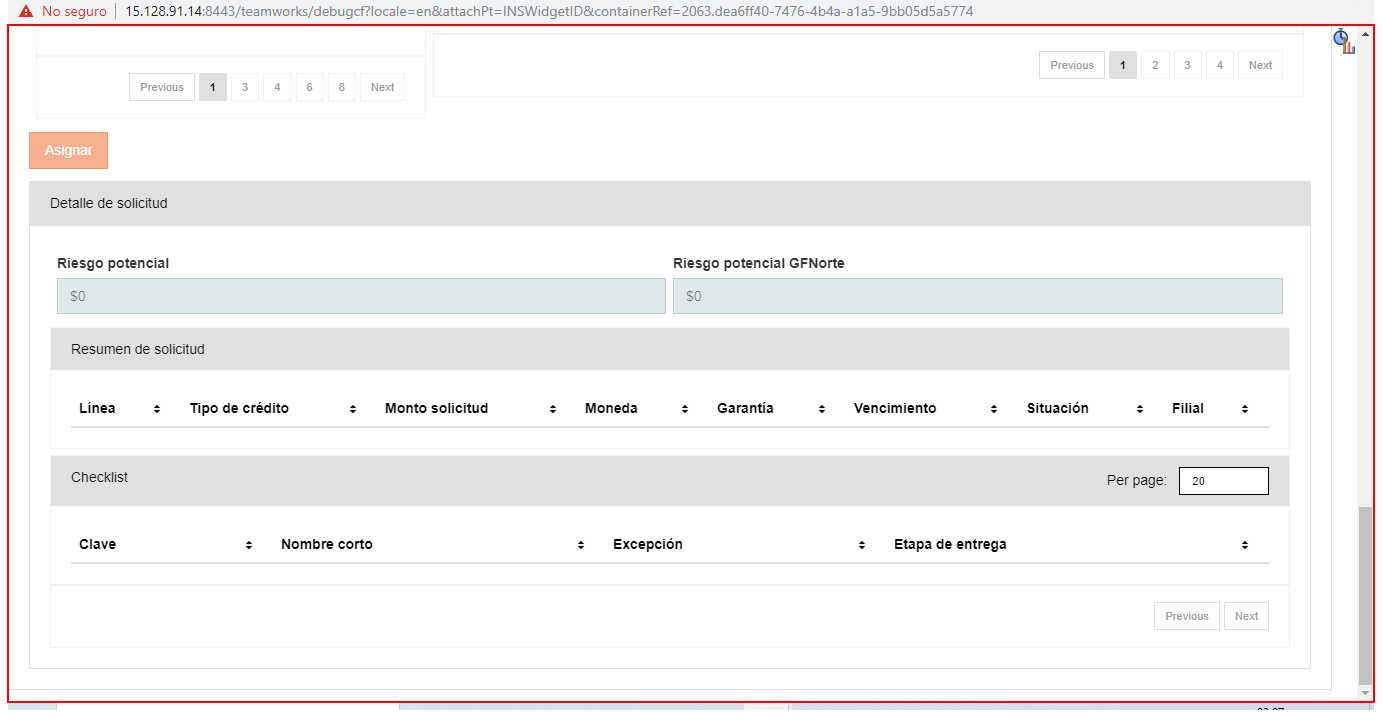 No seguro | 15.128.91.14:8443/teamworks/debugcf?locale=en&attachPt=INSWidgetID&containerRef=2063.dea6ff40-7476-4b4a-a1a5-9bb05d5a5774
Previous 1 2 3 4 Next
Previous 1 3 4 6 8 Next
Asignar
Detalle de solicitud
Riesgo potencial Riesgo potencial GFNorte
$0 $0
Resumen de solicitud
Línea Tipo de crédito Monto solicitud Moneda Garantía Vencimiento Situación Filial
Checklist Per page: 20
Clave Nombre corto Excepción Etapa de entrega
Previous Next